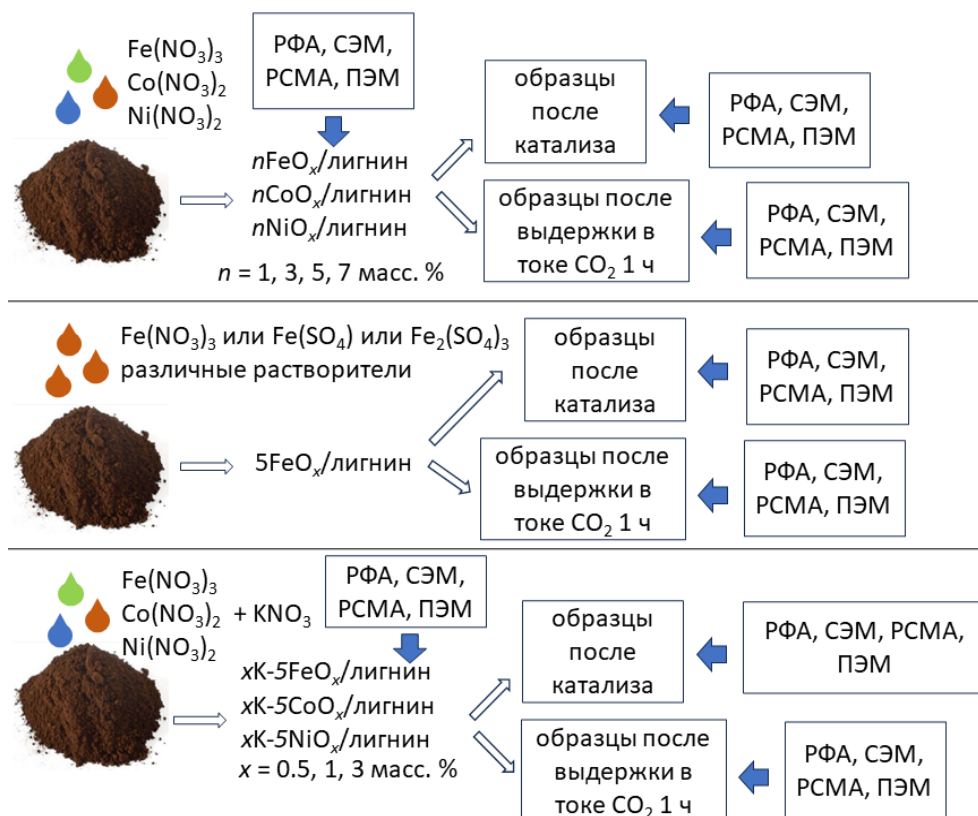 Fe(NO₃)₃
Co(NO₃)₂
Ni(NO₃)₂
РФА, СЭМ,
РСМА, ПЭМ
nFeOₓ/лигнин
nCoOₓ/лигнин
nNiOₓ/лигнин
n = 1, 3, 5, 7 масс. %
образцы
после
катализа
РФА, СЭМ,
РСМА, ПЭМ
образцы после
выдержки в
токе CO₂ 1 ч
РФА, СЭМ,
РСМА, ПЭМ
Fe(NO₃)₃ или Fe(SO₄) или Fe₂(SO₄)₃
различные растворители
5FeOₓ/лигнин
образцы
после
катализа
РФА, СЭМ,
РСМА, ПЭМ
образцы после
выдержки в
токе CO₂ 1 ч
РФА, СЭМ,
РСМА, ПЭМ
Fe(NO₃)₃
Co(NO₃)₂ + KNO₃
Ni(NO₃)₂
РФА, СЭМ,
РСМА, ПЭМ
xK-5FeOₓ/лигнин
xK-5CoOₓ/лигнин
xK-5NiOₓ/лигнин
x = 0.5, 1, 3 масс. %
образцы
после
катализа
РФА, СЭМ, РСМА,
ПЭМ
образцы после
выдержки в
токе CO₂ 1 ч
РФА, СЭМ,
РСМА, ПЭМ